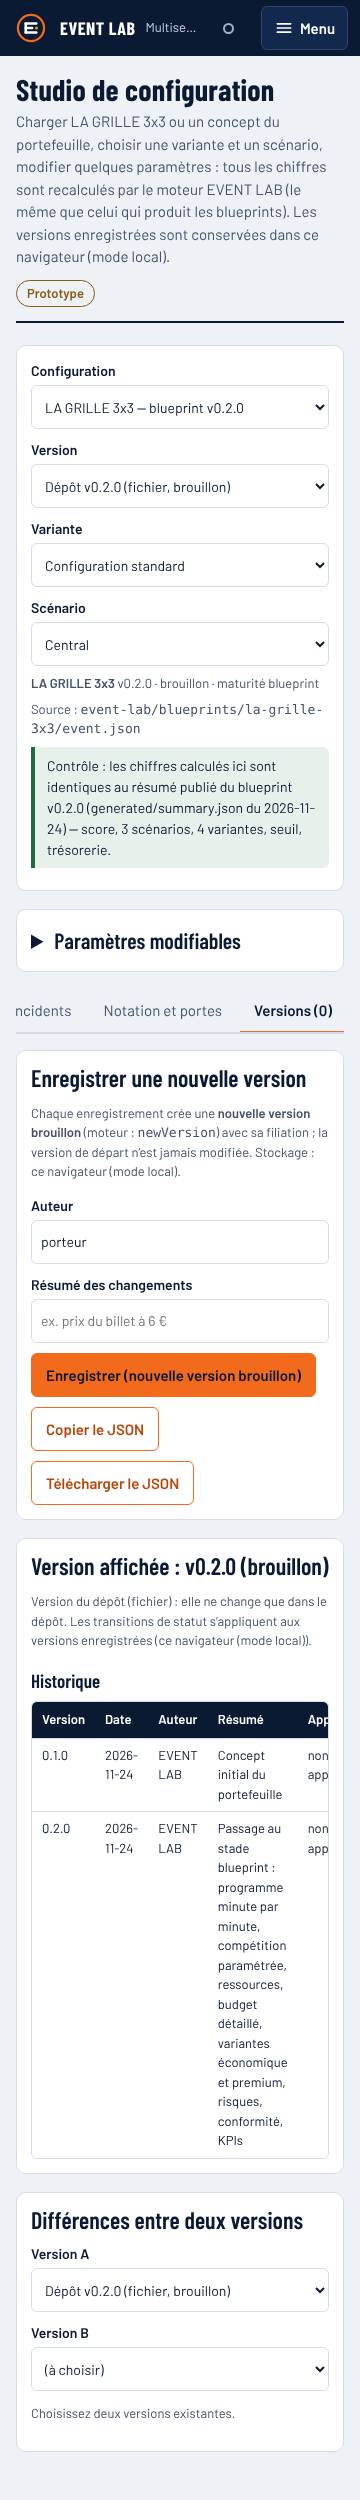 EVENT LAB Multise... Menu
Studio de configuration
Charger LA GRILLE 3x3 ou un concept du
portefeuille, choisir une variante et un scénario,
modifier quelques paramètres : tous les chiffres
sont recalculés par le moteur EVENT LAB (le
même que celui qui produit les blueprints). Les
versions enregistrées sont conservées dans ce
navigateur (mode local).
Prototype
Configuration
LA GRILLE 3x3 — blueprint v0.2.0
Version
Dépôt v0.2.0 (fichier, brouillon)
Variante
Configuration standard
Scénario
Central
LA GRILLE 3x3 v0.2.0 · brouillon · maturité blueprint
Source : event-lab/blueprints/la-grille-
3x3/event.json
Contrôle : les chiffres calculés ici sont
identiques au résumé publié du blueprint
v0.2.0 (generated/summary.json du 2026-11-
24) — score, 3 scénarios, 4 variantes, seuil,
trésorerie.
Paramètres modifiables
ncidents Notation et portes Versions (0)
Enregistrer une nouvelle version
Chaque enregistrement crée une nouvelle version
brouillon (moteur : newVersion) avec sa filiation ; la
version de départ n'est jamais modifiée. Stockage :
ce navigateur (mode local).
Auteur
porteur
Résumé des changements
ex. prix du billet à 6 €
Enregistrer (nouvelle version brouillon)
Copier le JSON
Télécharger le JSON
Version affichée : v0.2.0 (brouillon)
Version du dépôt (fichier) : elle ne change que dans le
dépôt. Les transitions de statut s'appliquent aux
versions enregistrées (ce navigateur (mode local)).
Historique
Version Date Auteur Résumé App
0.1.0 2026- EVENT Concept non
11-24 LAB initial du app
portefeuille
0.2.0 2026- EVENT Passage au non
11-24 LAB stade app
blueprint :
programme
minute par
minute,
compétition
paramétrée,
ressources,
budget
détaillé,
variantes
économique
et premium,
risques,
conformité,
KPIs
Différences entre deux versions
Version A
Dépôt v0.2.0 (fichier, brouillon)
Version B
(à choisir)
Choisissez deux versions existantes.